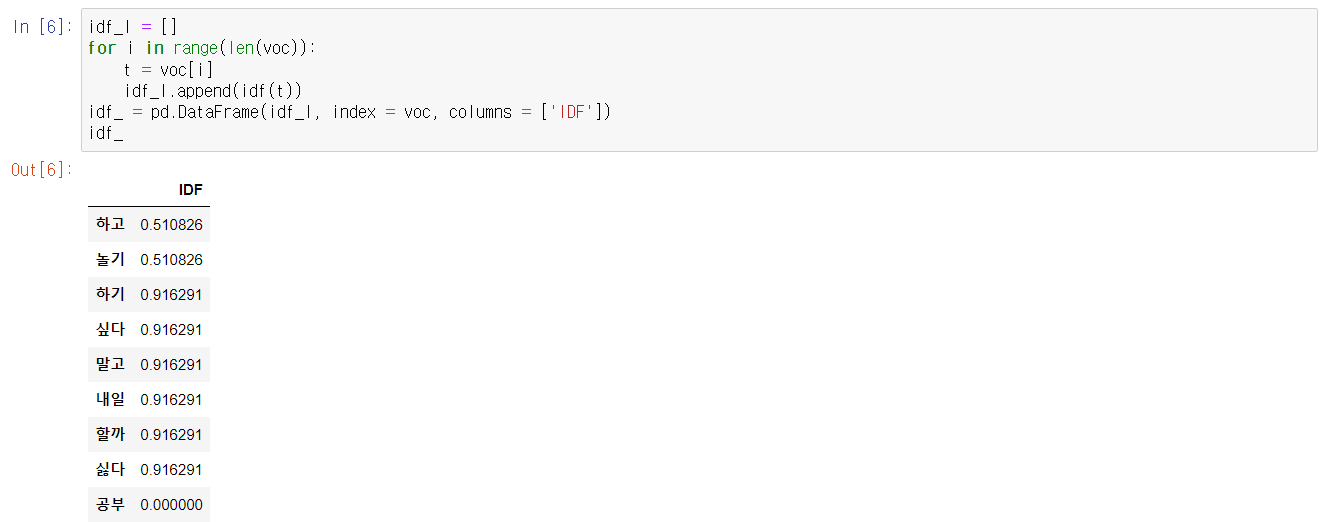 In [6]:
idf_l = []
for i in range(len(voc)):
    t = voc[i]
    idf_l.append(idf(t))
idf_ = pd.DataFrame(idf_l, index = voc, columns = ['IDF'])
idf_
Out[6]:
IDF
하고 0.510826
놀기 0.510826
하기 0.916291
싶다 0.916291
말고 0.916291
내일 0.916291
할까 0.916291
싫다 0.916291
공부 0.000000